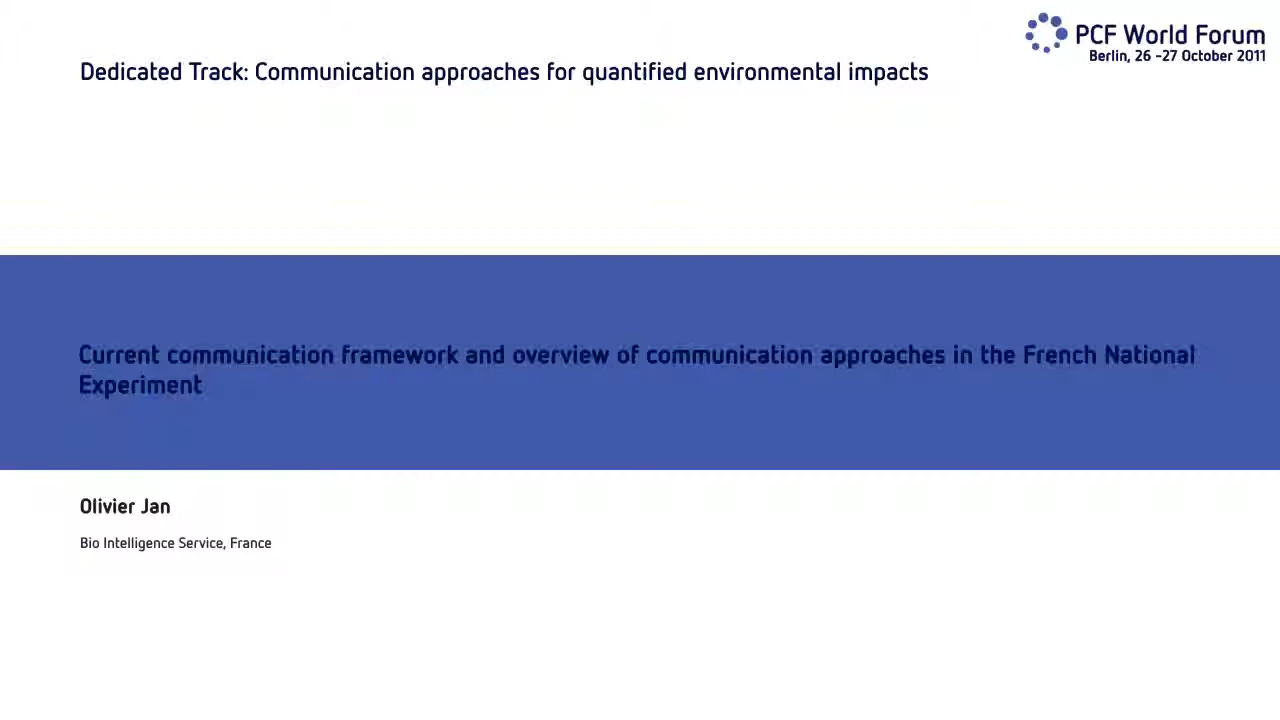 PCF World Forum
Berlin, 26 -27 October 2011
Dedicated Track: Communication approaches for quantified environmental impacts
Current communication framework and overview of communication approaches in the French National
Experiment
Olivier Jan
Bio Intelligence Service, France